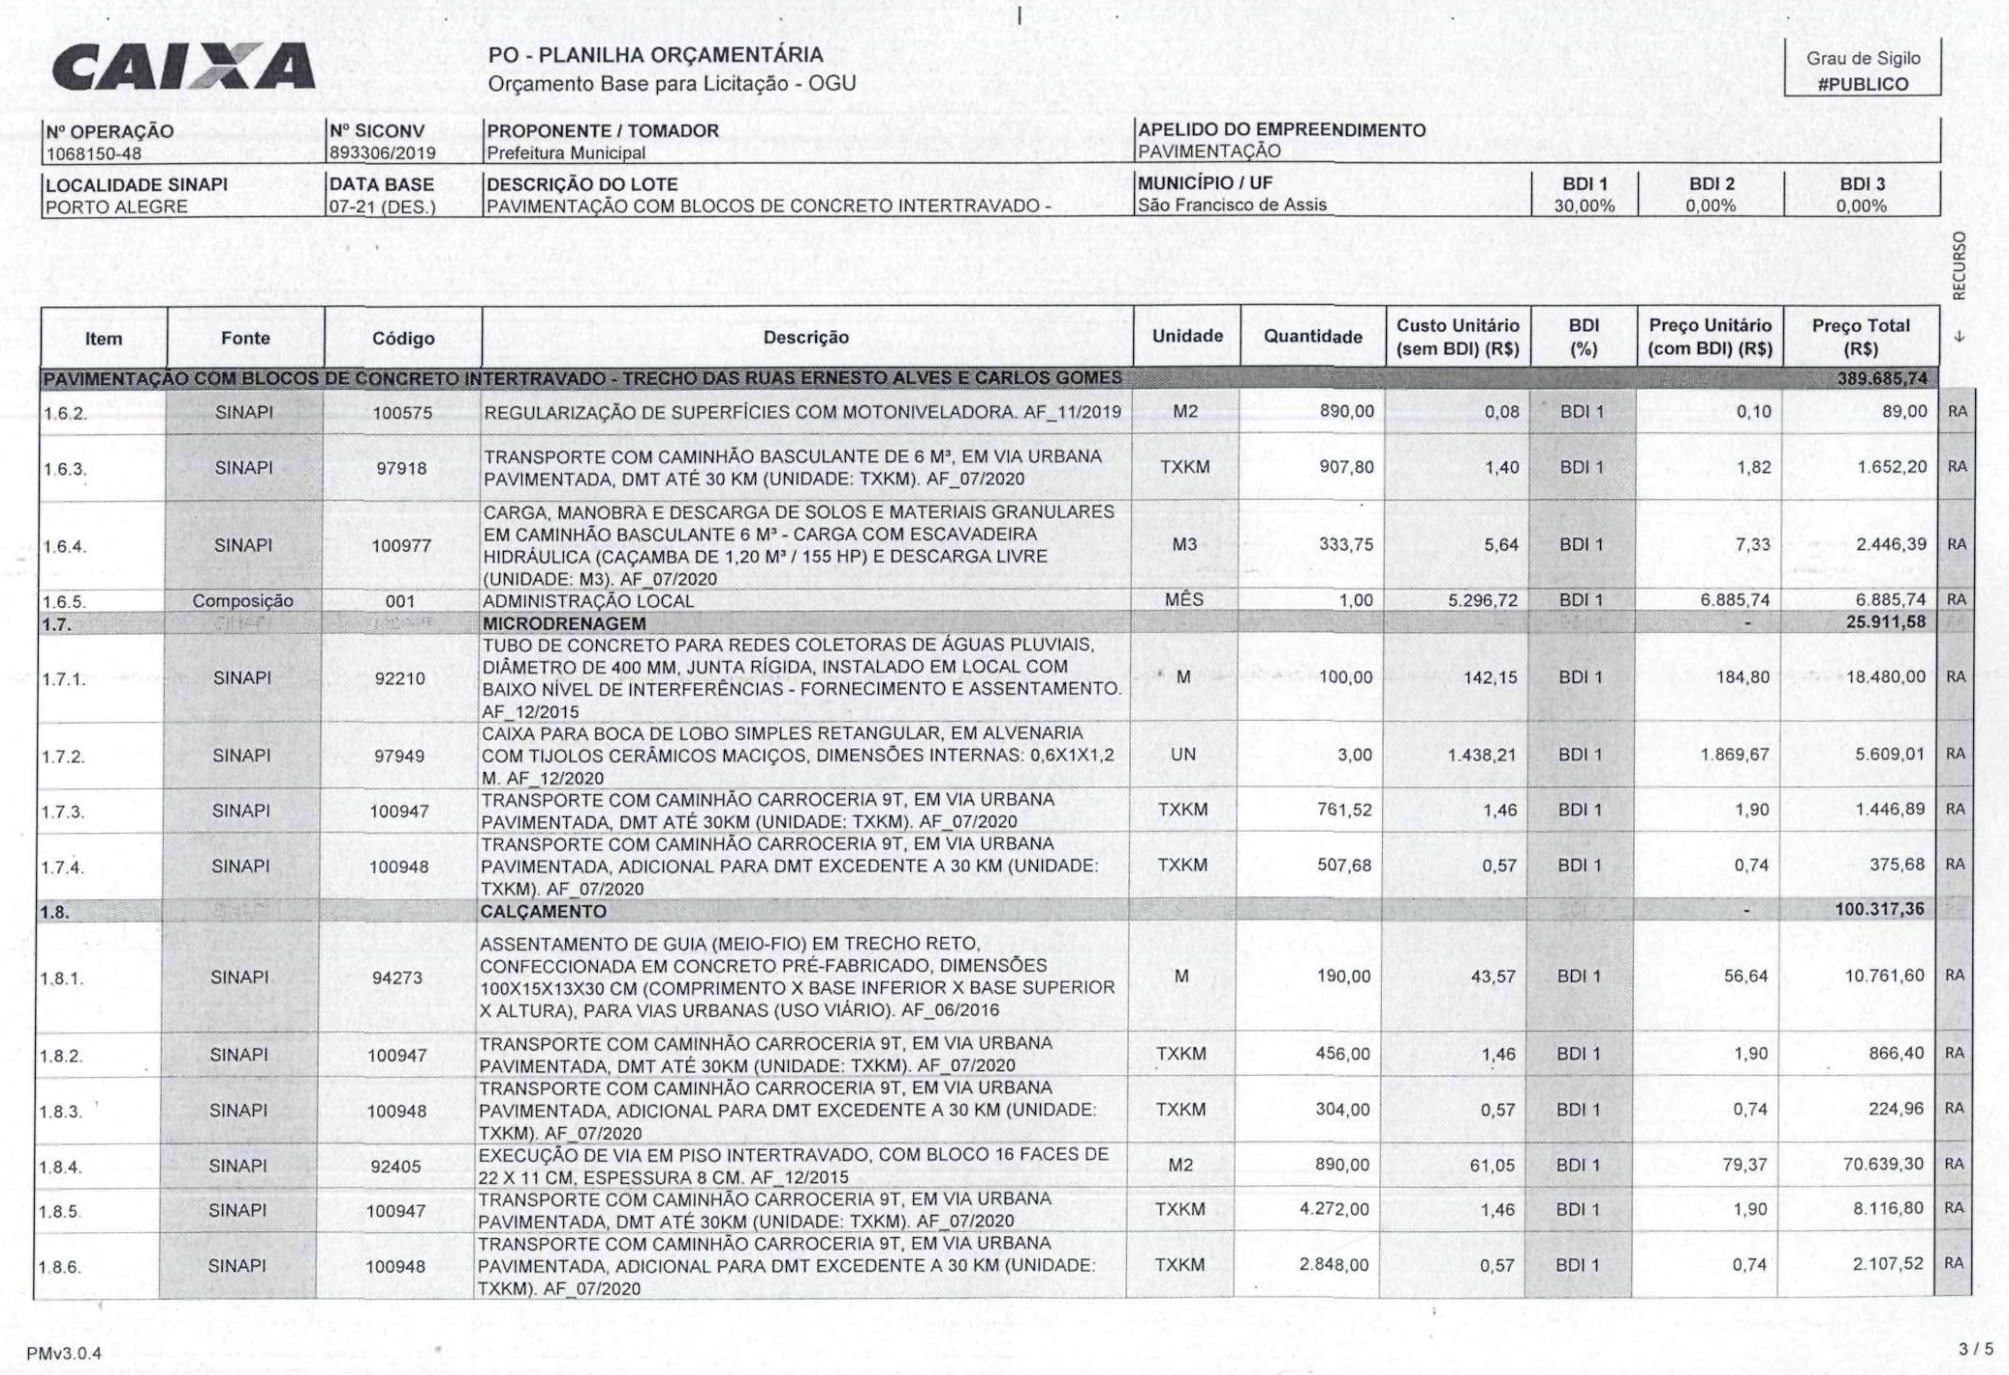 CAIXA
PO - PLANILHA ORÇAMENTÁRIA
Orçamento Base para Licitação - OGU
Grau de Sigilo
#PUBLICO
Nº OPERAÇÃO
1068150-48
Nº SICONV
893306/2019
PROPONENTE / TOMADOR
Prefeitura Municipal
APELIDO DO EMPREENDIMENTO
PAVIMENTAÇÃO
LOCALIDADE SINAPI
PORTO ALEGRE
DATA BASE
07-21 (DES.)
DESCRIÇÃO DO LOTE
PAVIMENTAÇÃO COM BLOCOS DE CONCRETO INTERTRAVADO -
MUNICÍPIO / UF
São Francisco de Assis
BDI 1
30,00%
BDI 2
0,00%
BDI 3
0,00%
RECURSO
↓
Item Fonte Código Descrição Unidade Quantidade Custo Unitário (sem BDI) (R$) BDI (%) Preço Unitário (com BDI) (R$) Preço Total (R$)
PAVIMENTAÇÃO COM BLOCOS DE CONCRETO INTERTRAVADO - TRECHO DAS RUAS ERNESTO ALVES E CARLOS GOMES 389.685,74
1.6.2. SINAPI 100575 REGULARIZAÇÃO DE SUPERFÍCIES COM MOTONIVELADORA. AF_11/2019 M2 890,00 0,08 BDI 1 0,10 89,00 RA
1.6.3. SINAPI 97918 TRANSPORTE COM CAMINHÃO BASCULANTE DE 6 M³, EM VIA URBANA
PAVIMENTADA, DMT ATÉ 30 KM (UNIDADE: TXKM). AF_07/2020 TXKM 907,80 1,40 BDI 1 1,82 1.652,20 RA
1.6.4. SINAPI 100977 CARGA, MANOBRA E DESCARGA DE SOLOS E MATERIAIS GRANULARES
EM CAMINHÃO BASCULANTE 6 M³ - CARGA COM ESCAVADEIRA
HIDRÁULICA (CAÇAMBA DE 1,20 M³ / 155 HP) E DESCARGA LIVRE
(UNIDADE: M3). AF_07/2020 M3 333,75 5,64 BDI 1 7,33 2.446,39 RA
1.6.5. Composição 001 ADMINISTRAÇÃO LOCAL MÊS 1,00 5.296,72 BDI 1 6.885,74 6.885,74 RA
1.7. MICRODRENAGEM - 25.911,58
1.7.1. SINAPI 92210 TUBO DE CONCRETO PARA REDES COLETORAS DE ÁGUAS PLUVIAIS,
DIÂMETRO DE 400 MM, JUNTA RÍGIDA, INSTALADO EM LOCAL COM
BAIXO NÍVEL DE INTERFERÊNCIAS - FORNECIMENTO E ASSENTAMENTO.
AF_12/2015 M 100,00 142,15 BDI 1 184,80 18.480,00 RA
1.7.2. SINAPI 97949 CAIXA PARA BOCA DE LOBO SIMPLES RETANGULAR, EM ALVENARIA
COM TIJOLOS CERÂMICOS MACIÇOS, DIMENSÕES INTERNAS: 0,6X1X1,2
M. AF_12/2020 UN 3,00 1.438,21 BDI 1 1.869,67 5.609,01 RA
1.7.3. SINAPI 100947 TRANSPORTE COM CAMINHÃO CARROCERIA 9T, EM VIA URBANA
PAVIMENTADA, DMT ATÉ 30KM (UNIDADE: TXKM). AF_07/2020 TXKM 761,52 1,46 BDI 1 1,90 1.446,89 RA
1.7.4. SINAPI 100948 TRANSPORTE COM CAMINHÃO CARROCERIA 9T, EM VIA URBANA
PAVIMENTADA, ADICIONAL PARA DMT EXCEDENTE A 30 KM (UNIDADE:
TXKM). AF_07/2020 TXKM 507,68 0,57 BDI 1 0,74 375,68 RA
1.8. CALÇAMENTO - 100.317,36
1.8.1. SINAPI 94273 ASSENTAMENTO DE GUIA (MEIO-FIO) EM TRECHO RETO,
CONFECCIONADA EM CONCRETO PRÉ-FABRICADO, DIMENSÕES
100X15X13X30 CM (COMPRIMENTO X BASE INFERIOR X BASE SUPERIOR
X ALTURA), PARA VIAS URBANAS (USO VIÁRIO). AF_06/2016 M 190,00 43,57 BDI 1 56,64 10.761,60 RA
1.8.2. SINAPI 100947 TRANSPORTE COM CAMINHÃO CARROCERIA 9T, EM VIA URBANA
PAVIMENTADA, DMT ATÉ 30KM (UNIDADE: TXKM). AF_07/2020 TXKM 456,00 1,46 BDI 1 1,90 866,40 RA
1.8.3. SINAPI 100948 TRANSPORTE COM CAMINHÃO CARROCERIA 9T, EM VIA URBANA
PAVIMENTADA, ADICIONAL PARA DMT EXCEDENTE A 30 KM (UNIDADE:
TXKM). AF_07/2020 TXKM 304,00 0,57 BDI 1 0,74 224,96 RA
1.8.4. SINAPI 92405 EXECUÇÃO DE VIA EM PISO INTERTRAVADO, COM BLOCO 16 FACES DE
22 X 11 CM, ESPESSURA 8 CM. AF_12/2015 M2 890,00 61,05 BDI 1 79,37 70.639,30 RA
1.8.5. SINAPI 100947 TRANSPORTE COM CAMINHÃO CARROCERIA 9T, EM VIA URBANA
PAVIMENTADA, DMT ATÉ 30KM (UNIDADE: TXKM). AF_07/2020 TXKM 4.272,00 1,46 BDI 1 1,90 8.116,80 RA
1.8.6. SINAPI 100948 TRANSPORTE COM CAMINHÃO CARROCERIA 9T, EM VIA URBANA
PAVIMENTADA, ADICIONAL PARA DMT EXCEDENTE A 30 KM (UNIDADE:
TXKM). AF_07/2020 TXKM 2.848,00 0,57 BDI 1 0,74 2.107,52 RA
PMv3.0.4
3 / 5